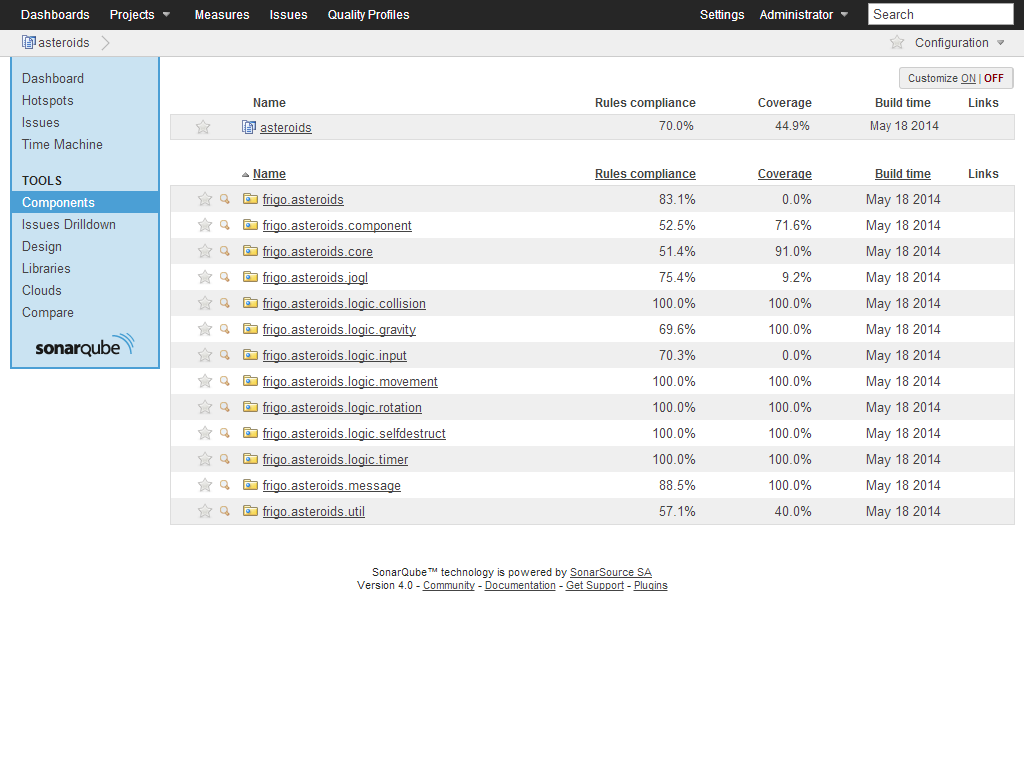 Dashboards Projects Measures Issues Quality Profiles Settings Administrator Search
asteroids Configuration
Dashboard
Hotspots
Issues
Time Machine
TOOLS
Components
Issues Drilldown
Design
Libraries
Clouds
Compare
sonarqube
Customize ON | OFF
Name Rules compliance Coverage Build time Links
asteroids 70.0% 44.9% May 18 2014
Name Rules compliance Coverage Build time Links
frigo.asteroids 83.1% 0.0% May 18 2014
frigo.asteroids.component 52.5% 71.6% May 18 2014
frigo.asteroids.core 51.4% 91.0% May 18 2014
frigo.asteroids.jogl 75.4% 9.2% May 18 2014
frigo.asteroids.logic.collision 100.0% 100.0% May 18 2014
frigo.asteroids.logic.gravity 69.6% 100.0% May 18 2014
frigo.asteroids.logic.input 70.3% 0.0% May 18 2014
frigo.asteroids.logic.movement 100.0% 100.0% May 18 2014
frigo.asteroids.logic.rotation 100.0% 100.0% May 18 2014
frigo.asteroids.logic.selfdestruct 100.0% 100.0% May 18 2014
frigo.asteroids.logic.timer 100.0% 100.0% May 18 2014
frigo.asteroids.message 88.5% 100.0% May 18 2014
frigo.asteroids.util 57.1% 40.0% May 18 2014
SonarQube™ technology is powered by SonarSource SA
Version 4.0 - Community - Documentation - Get Support - Plugins